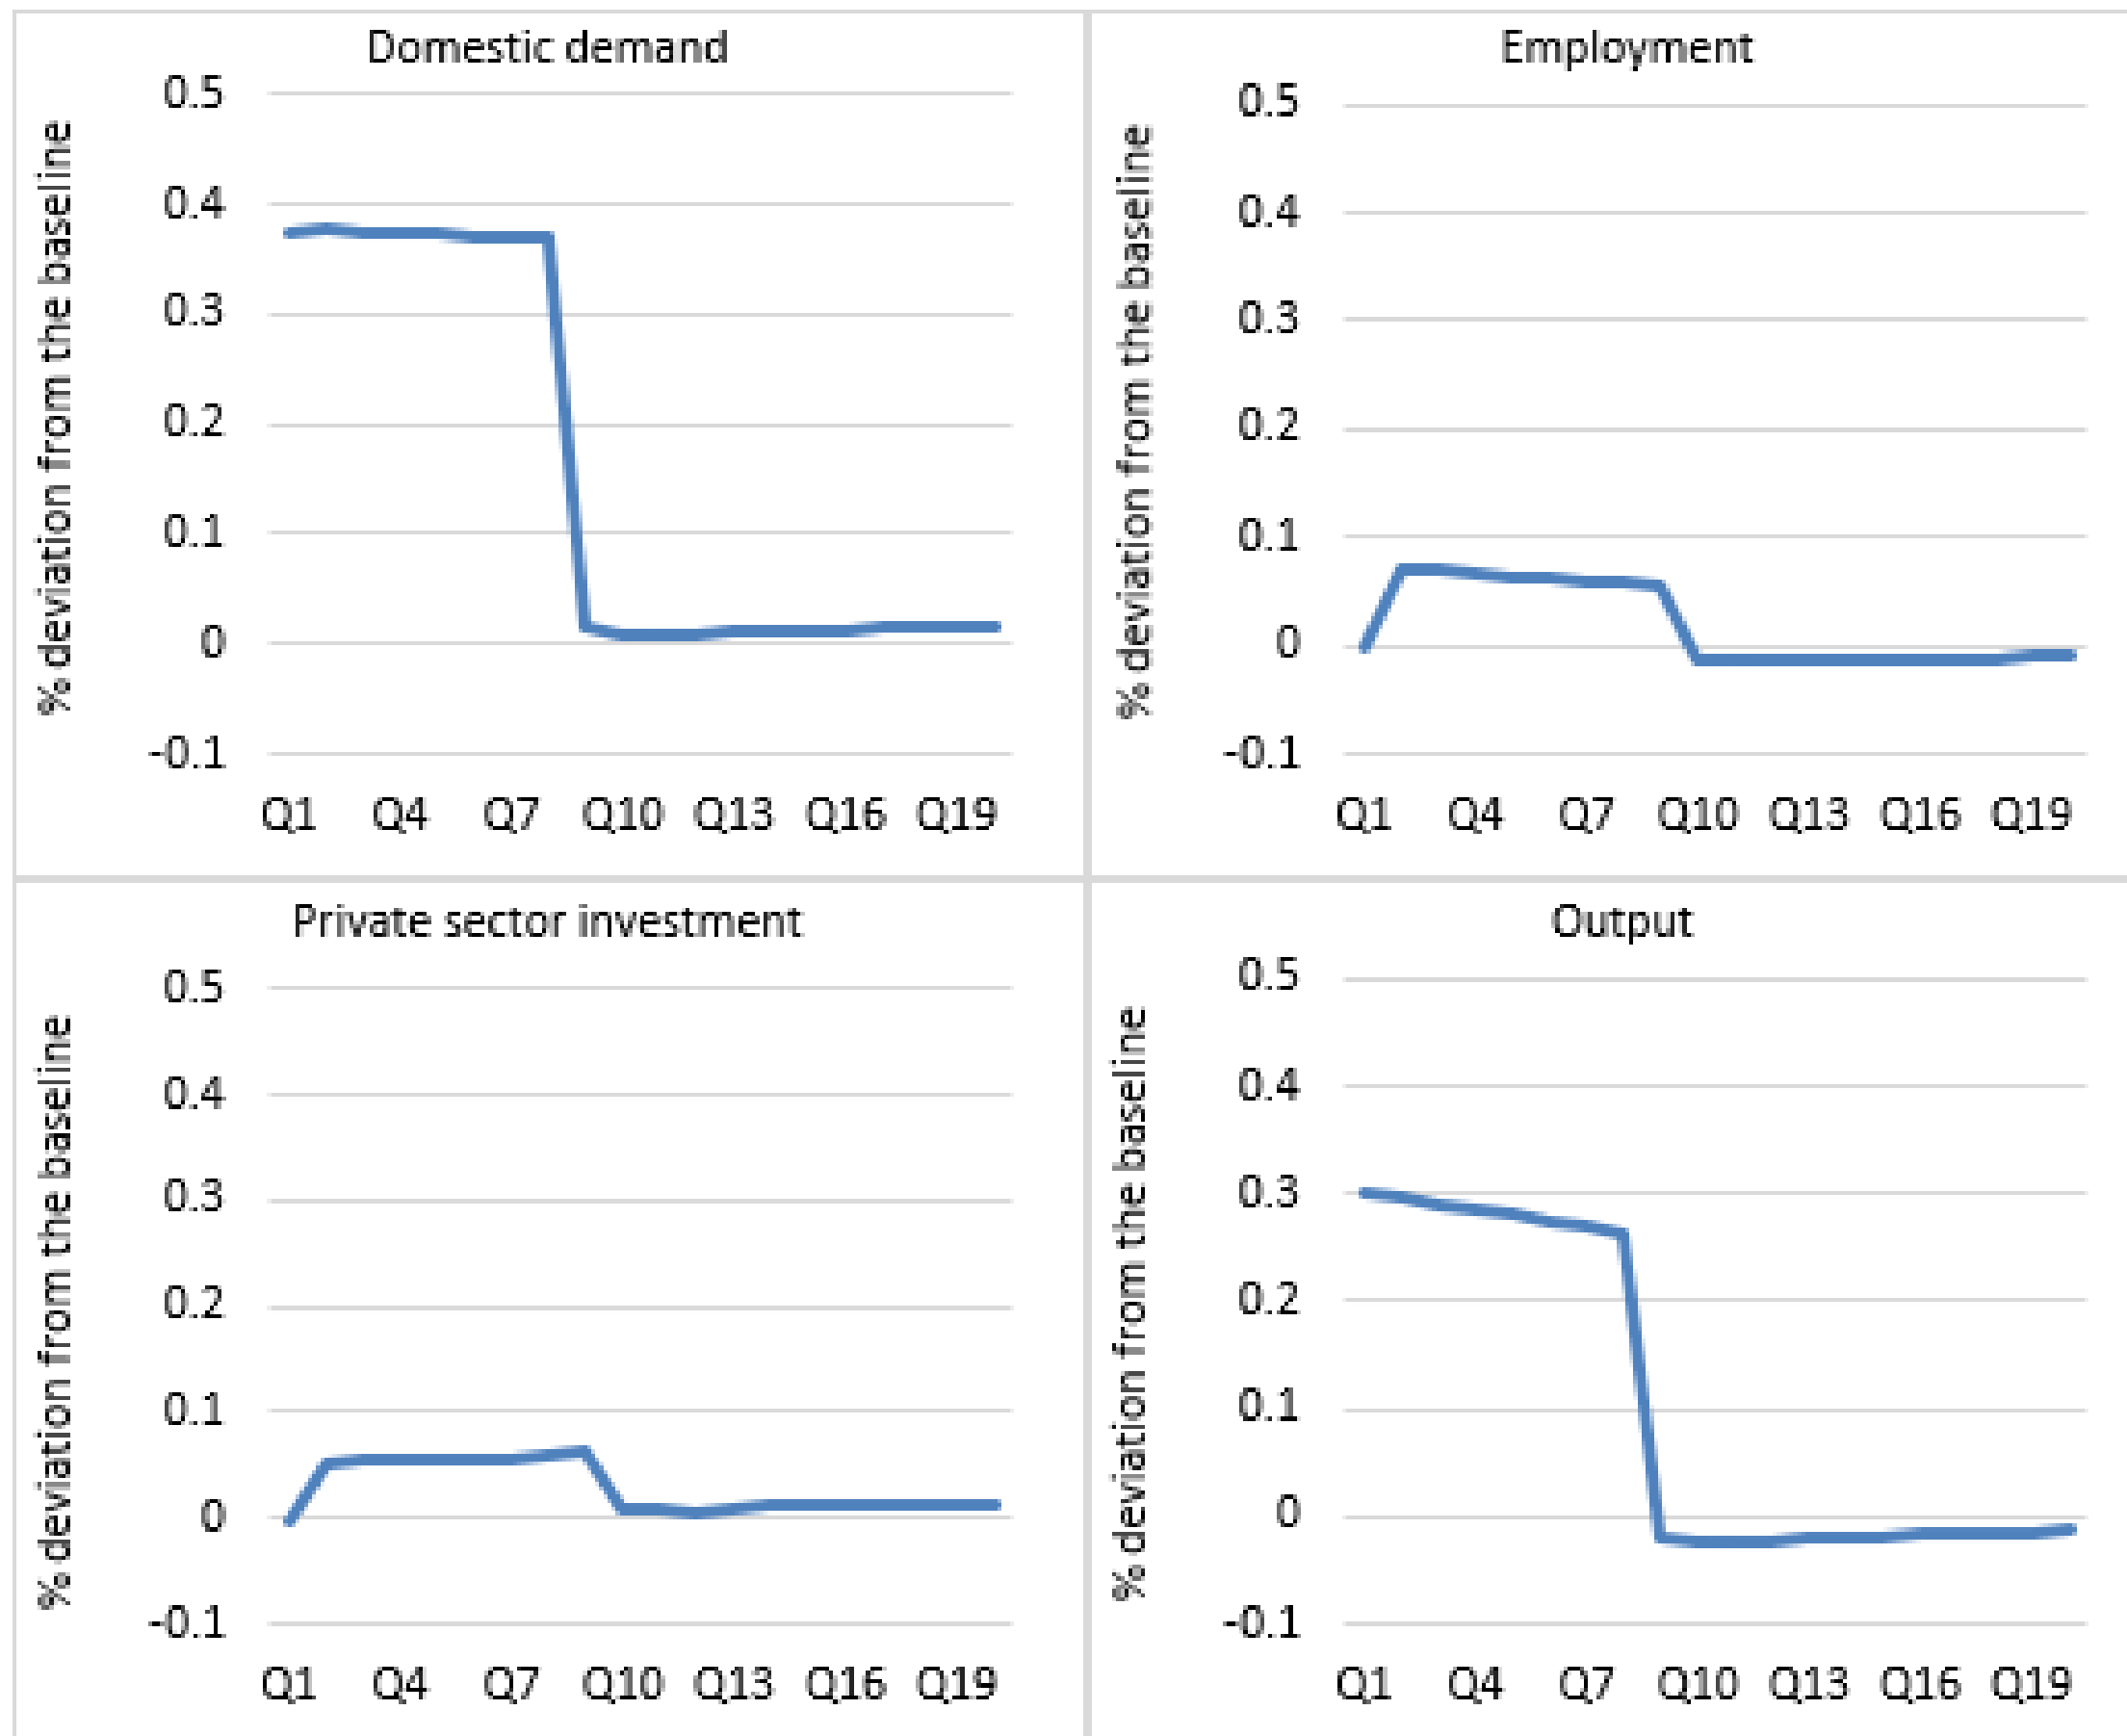 Domestic demand
% deviation from the baseline
0.5
0.4
0.3
0.2
0.1
0
-0.1
Q1 Q4 Q7 Q10 Q13 Q16 Q19
Employment
% deviation from the baseline
0.5
0.4
0.3
0.2
0.1
0
-0.1
Q1 Q4 Q7 Q10 Q13 Q16 Q19
Private sector investment
% deviation from the baseline
0.5
0.4
0.3
0.2
0.1
0
-0.1
Q1 Q4 Q7 Q10 Q13 Q16 Q19
Output
% deviation from the baseline
0.5
0.4
0.3
0.2
0.1
0
-0.1
Q1 Q4 Q7 Q10 Q13 Q16 Q19